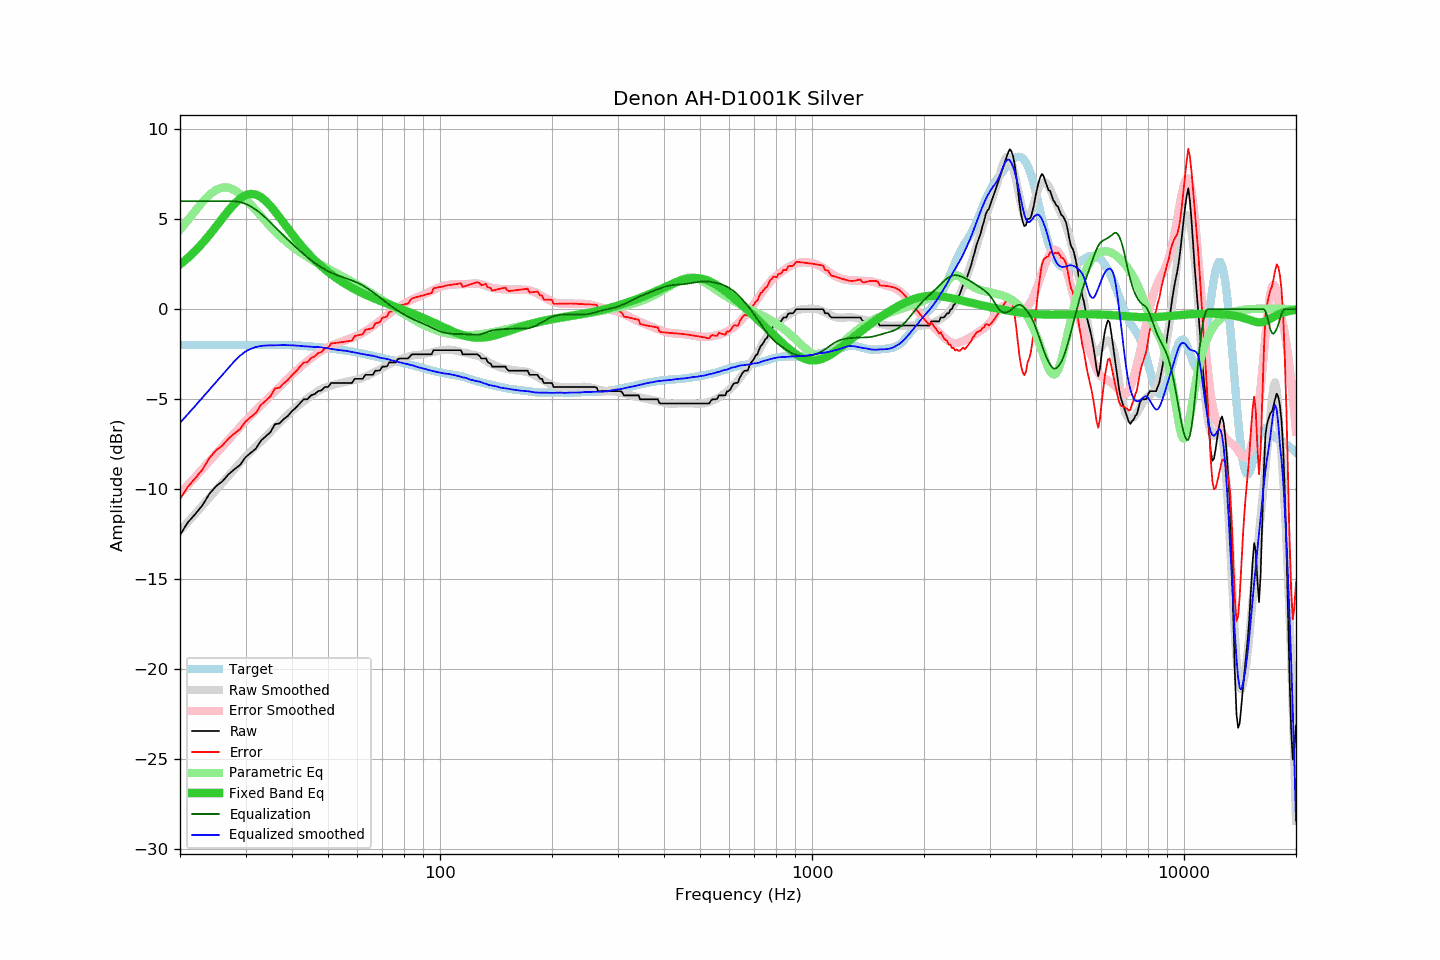 Denon AH-D1001K Silver
10
5
0
−5
−10
−15
−20
−25
−30
Amplitude (dBr)
Target
Raw Smoothed
Error Smoothed
Raw
Error
Parametric Eq
Fixed Band Eq
Equalization
Equalized smoothed
100 1000 10000
Frequency (Hz)